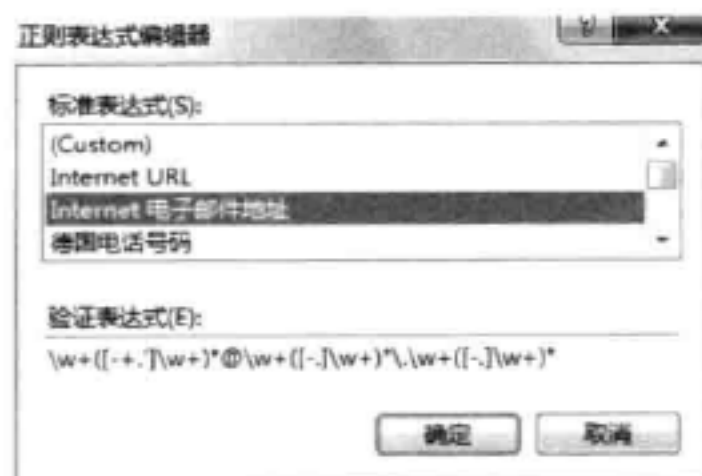 正则表达式编辑器
标准表达式(S):
(Custom)
Internet URL
Internet 电子邮件地址
德国电话号码
验证表达式(E):
\w+([-+.']\w+)*@\w+([-.]\w+)*\.\w+([-.]\w+)*
确定
取消